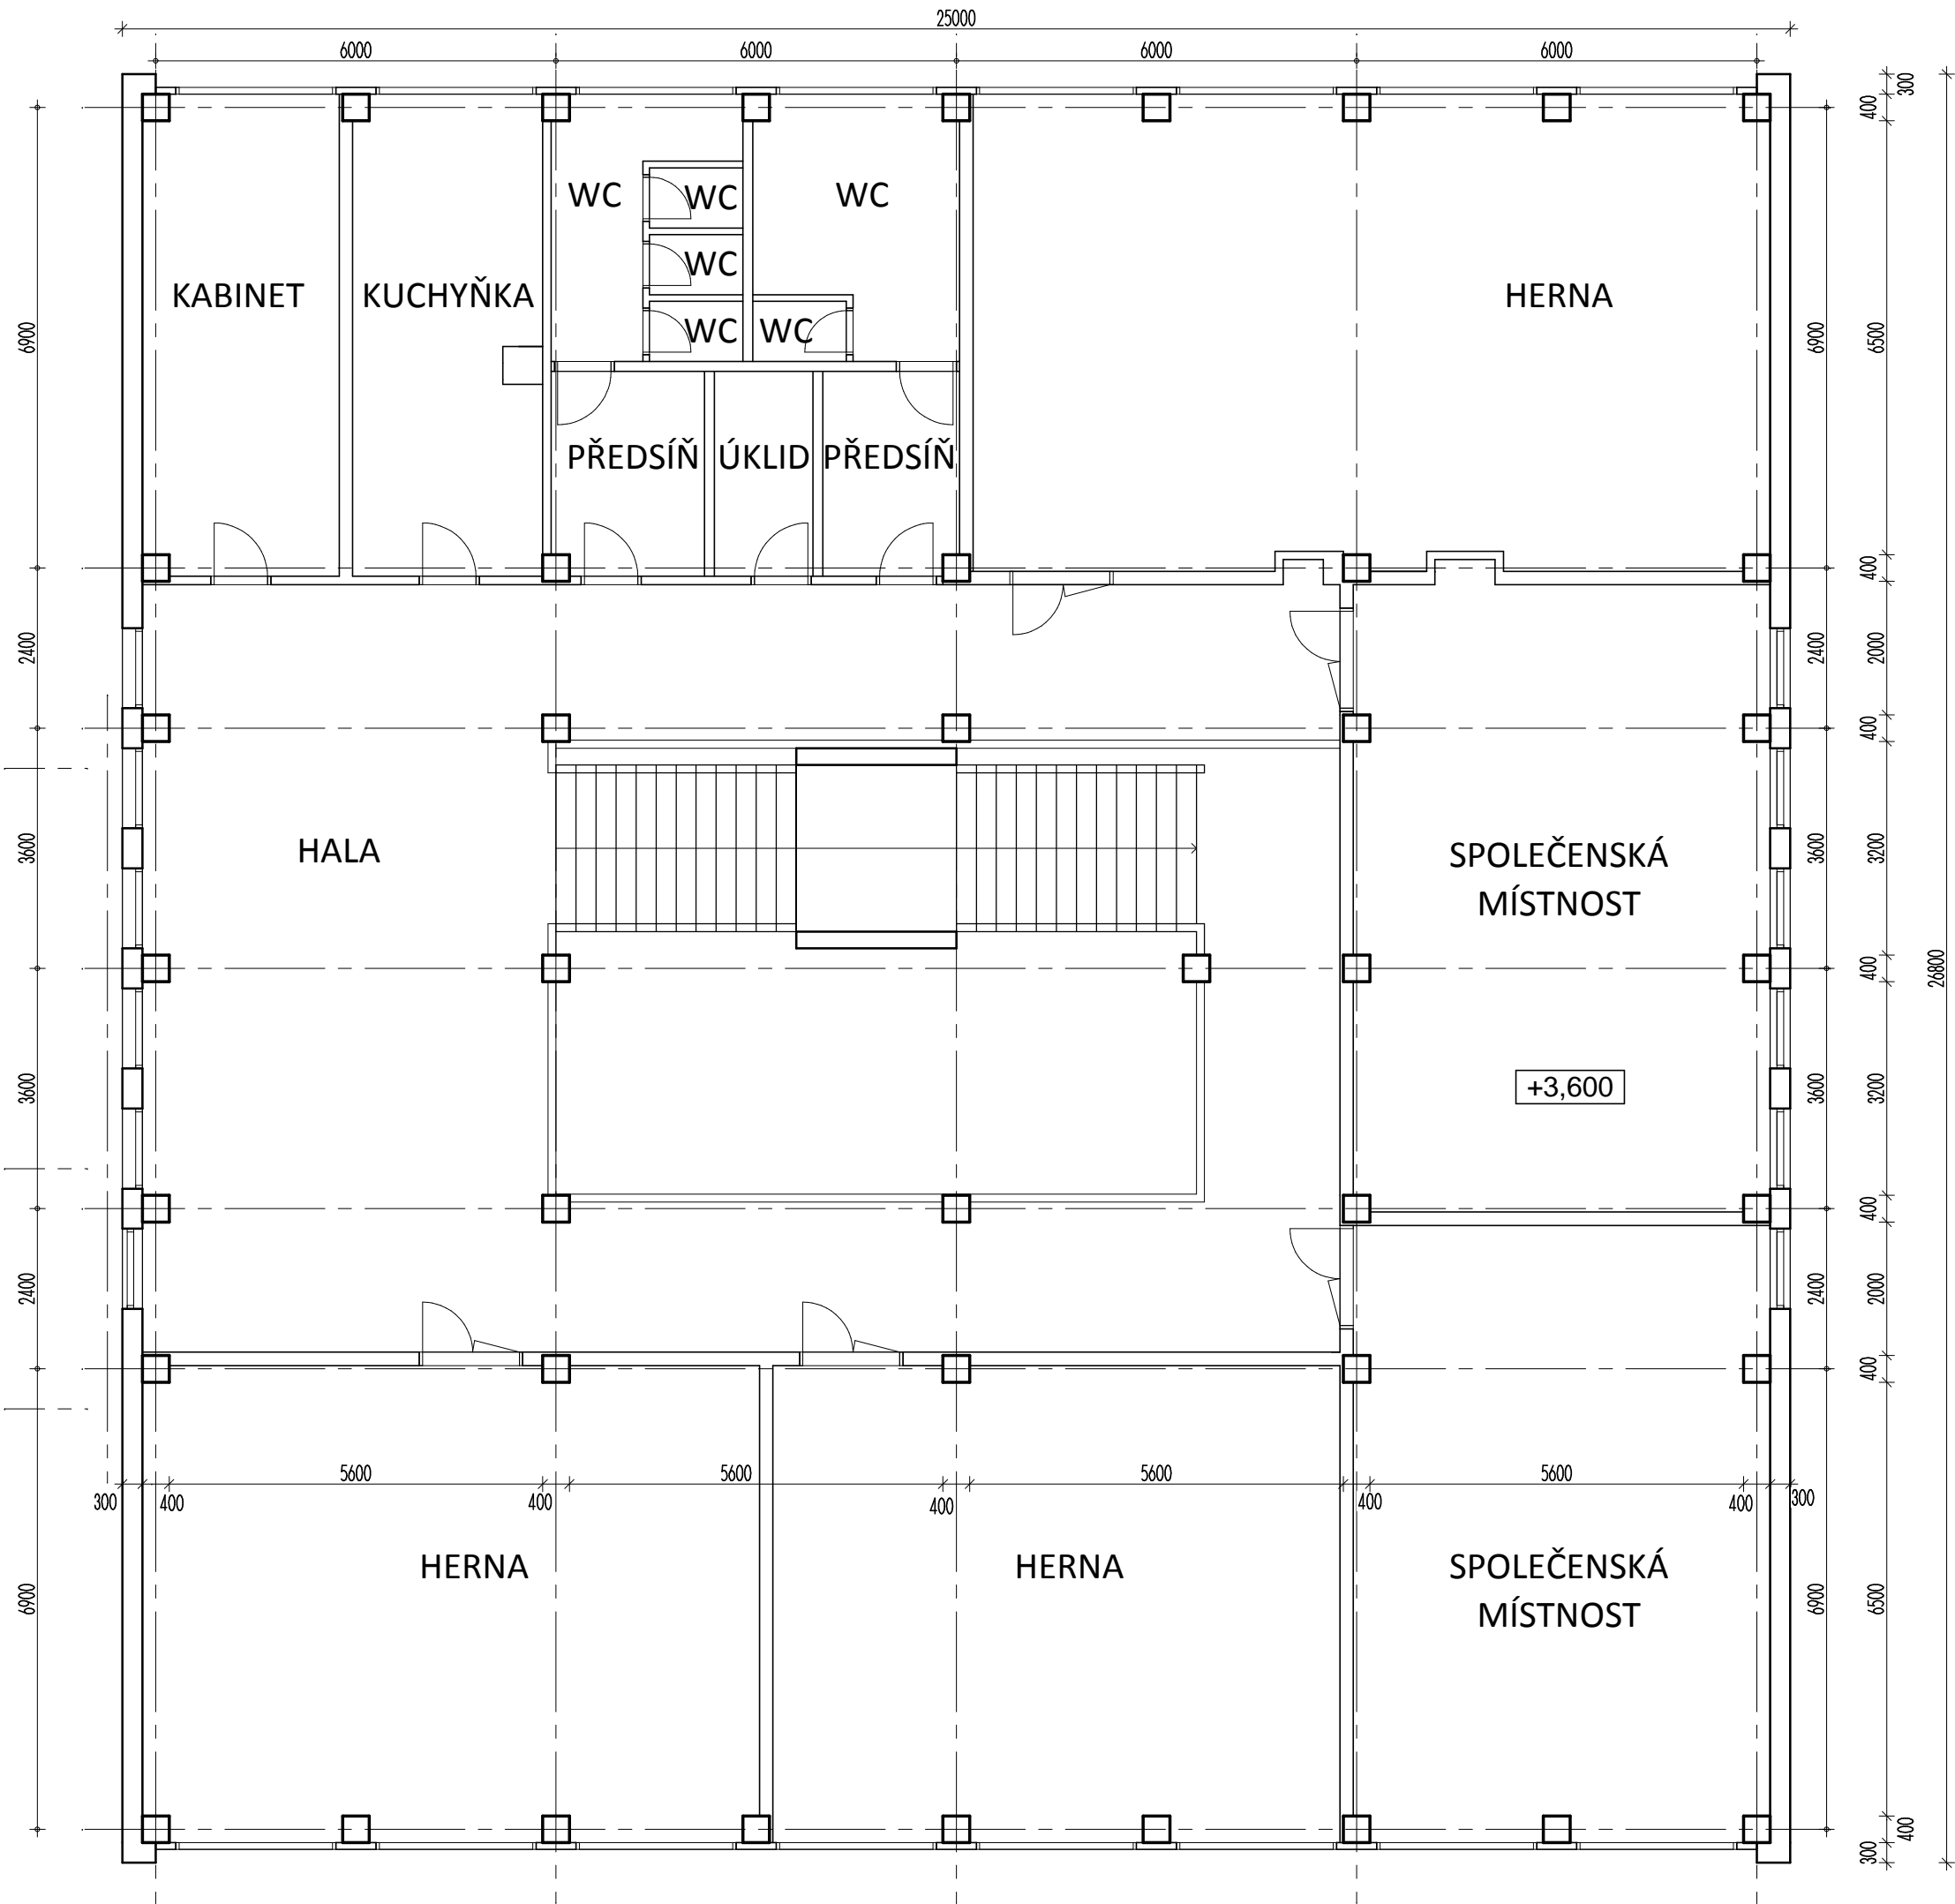 25000
6000 6000 6000 6000
300
400 400
WC WC WC
WC
KABINET KUCHYŇKA HERNA
WC WC
6900 6900 6500
PŘEDSÍŇ ÚKLID PŘEDSÍŇ
400
2400 2400 2000
400
3600 HALA SPOLEČENSKÁ 3600 3200
MÍSTNOST
400 26800
3600 +3,600 3600 3200
400
2400 2400 2000
400
5600 5600 5600 5600
300 400 400 400 400 400 300
HERNA HERNA SPOLEČENSKÁ
6900 MÍSTNOST 6900 6500
400
300